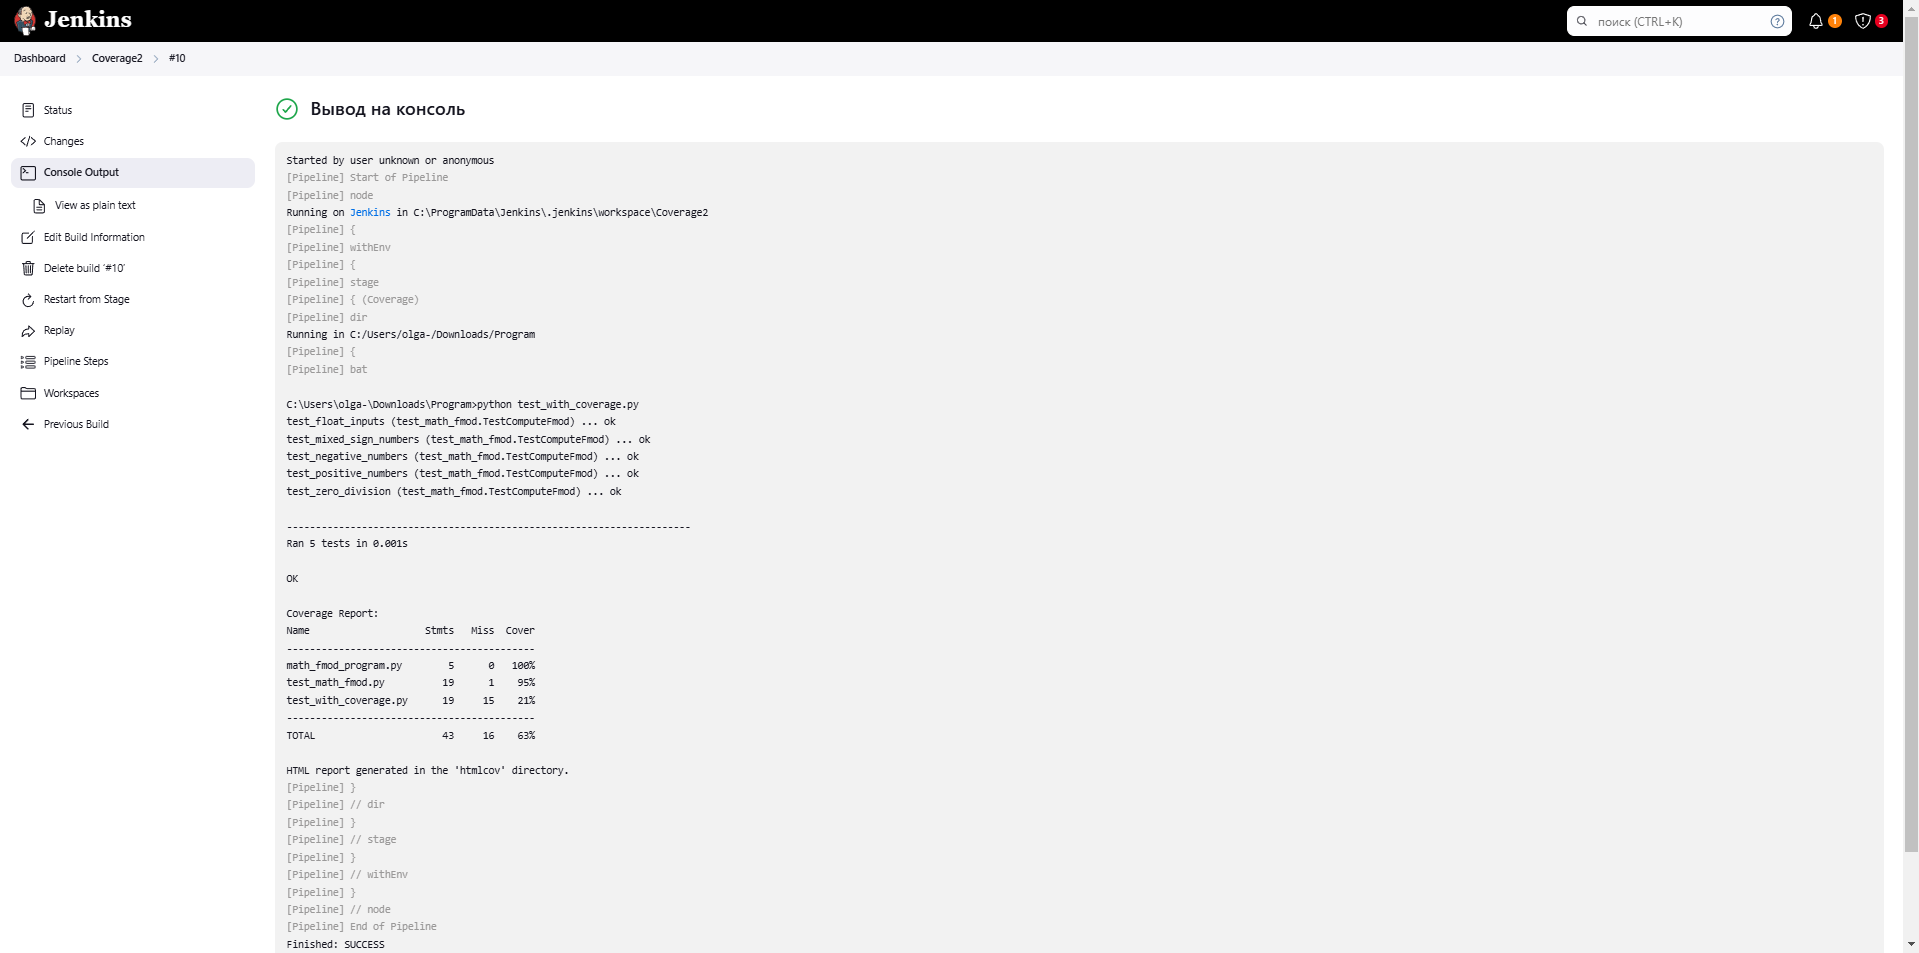 Jenkins
поиск (CTRL+K)
?
1
3
Dashboard > Coverage2 > #10
Status
Changes
Console Output
View as plain text
Edit Build Information
Delete build ‘#10’
Restart from Stage
Replay
Pipeline Steps
Workspaces
Previous Build
Вывод на консоль
Started by user unknown or anonymous
[Pipeline] Start of Pipeline
[Pipeline] node
Running on Jenkins in C:\ProgramData\Jenkins\.jenkins\workspace\Coverage2
[Pipeline] {
[Pipeline] withEnv
[Pipeline] {
[Pipeline] stage
[Pipeline] { (Coverage)
[Pipeline] dir
Running in C:/Users/olga-/Downloads/Program
[Pipeline] {
[Pipeline] bat
C:\Users\olga-\Downloads\Program>python test_with_coverage.py
test_float_inputs (test_math_fmod.TestComputeFmod) ... ok
test_mixed_sign_numbers (test_math_fmod.TestComputeFmod) ... ok
test_negative_numbers (test_math_fmod.TestComputeFmod) ... ok
test_positive_numbers (test_math_fmod.TestComputeFmod) ... ok
test_zero_division (test_math_fmod.TestComputeFmod) ... ok
----------------------------------------------------------------------
Ran 5 tests in 0.001s
OK
Coverage Report:
Name                    Stmts   Miss  Cover
-------------------------------------------
math_fmod_program.py        5      0   100%
test_math_fmod.py          19      1    95%
test_with_coverage.py      19     15    21%
-------------------------------------------
TOTAL                      43     16    63%
HTML report generated in the 'htmlcov' directory.
[Pipeline] }
[Pipeline] // dir
[Pipeline] }
[Pipeline] // stage
[Pipeline] }
[Pipeline] // withEnv
[Pipeline] }
[Pipeline] // node
[Pipeline] End of Pipeline
Finished: SUCCESS